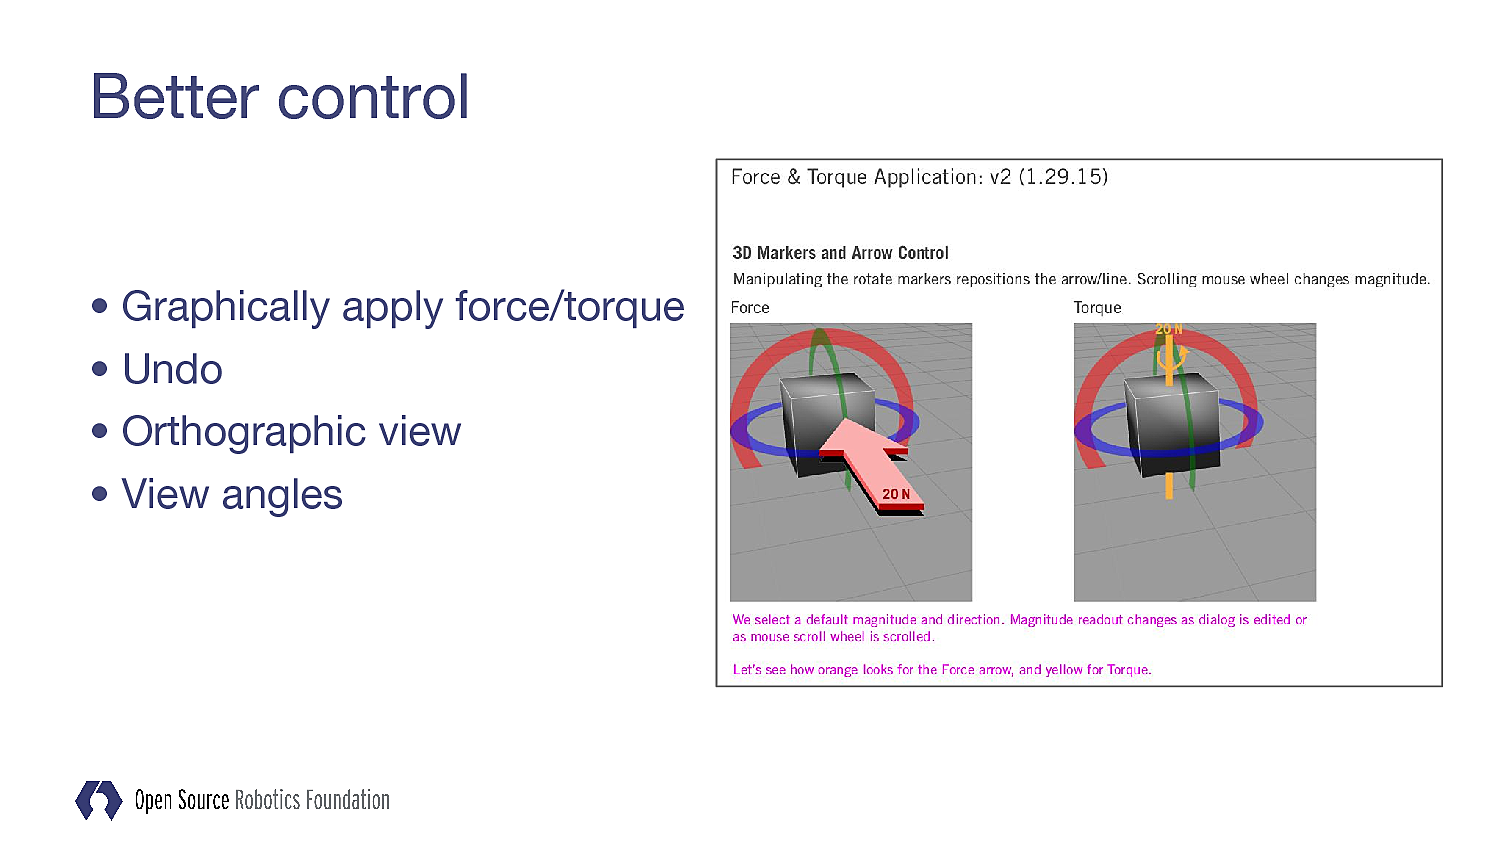 Better control
• Graphically apply force/torque
• Undo
• Orthographic view
• View angles
Force & Torque Application: v2 (1.29.15)
3D Markers and Arrow Control
Manipulating the rotate markers repositions the arrow/line. Scrolling mouse wheel changes magnitude.
Force
Torque
20 N
20 N
We select a default magnitude and direction. Magnitude readout changes as dialog is edited or
as mouse scroll wheel is scrolled.
Let's see how orange looks for the Force arrow, and yellow for Torque.
Open Source Robotics Foundation